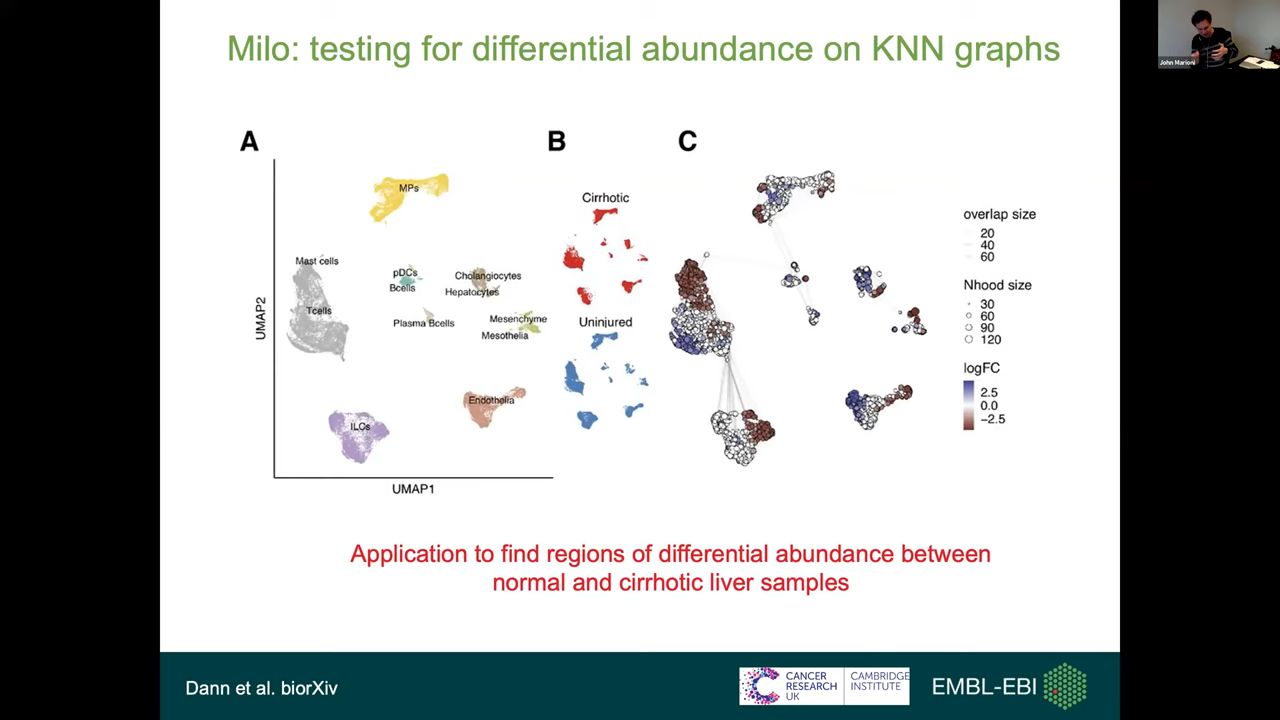 Milo: testing for differential abundance on KNN graphs
John Marioni
A
B
C
MPs
Mast cells
Tcells
pDCs
Bcells
Plasma Bcells
Cholangiocytes
Hepatocytes
Mesenchyme
Mesothelia
Endothelia
ILCs
UMAP2
UMAP1
Cirrhotic
Uninjured
overlap size
20
40
60
Nhood size
30
60
90
120
logFC
2.5
0.0
−2.5
Application to find regions of differential abundance between
normal and cirrhotic liver samples
Dann et al. biorXiv
CANCER
RESEARCH
UK
CAMBRIDGE
INSTITUTE
EMBL-EBI